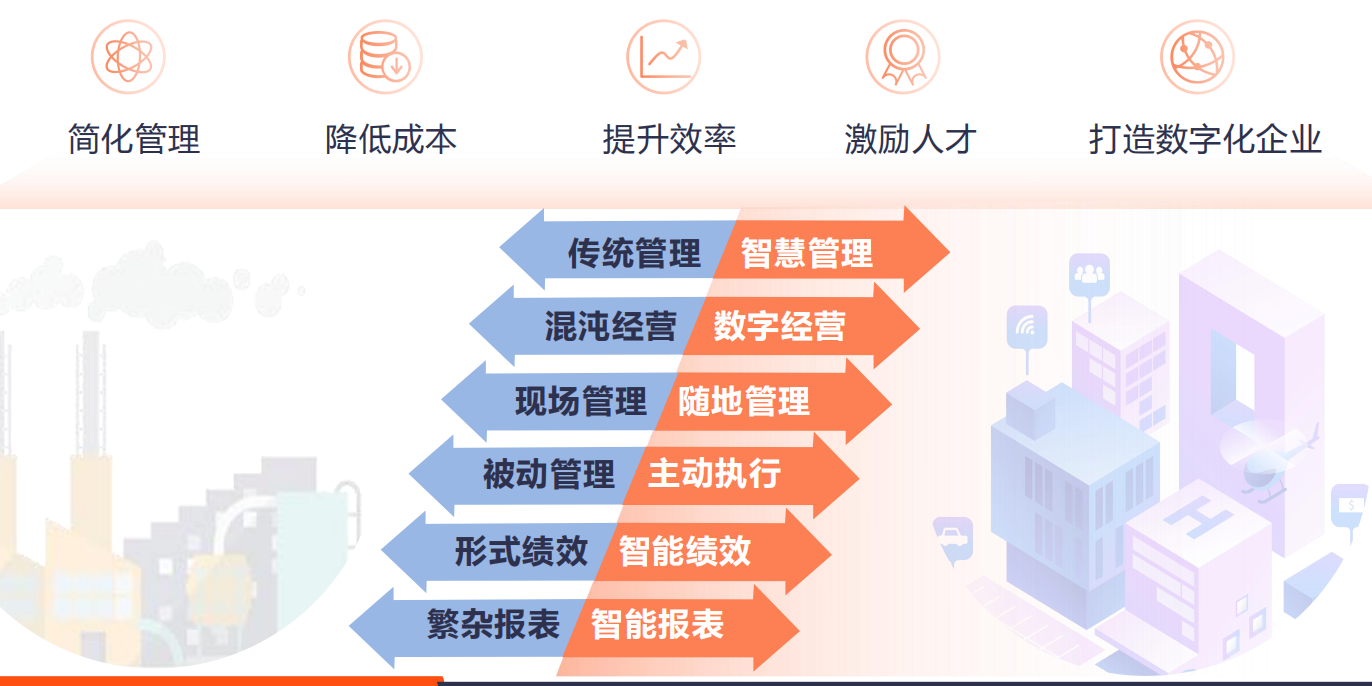 简化管理 降低成本 提升效率 激励人才 打造数字化企业
传统管理 智慧管理
混沌经营 数字经营
现场管理 随地管理
被动管理 主动执行
形式绩效 智能绩效
繁杂报表 智能报表
H
$